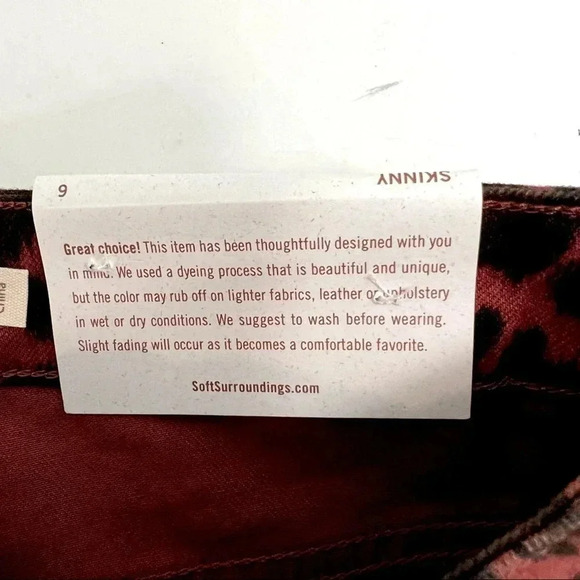 6
SKINNY
Great choice! This item has been thoughtfully designed with you
in mind. We used a dyeing process that is beautiful and unique,
but the color may rub off on lighter fabrics, leather or upholstery
in wet or dry conditions. We suggest to wash before wearing.
Slight fading will occur as it becomes a comfortable favorite.
SoftSurroundings.com
China